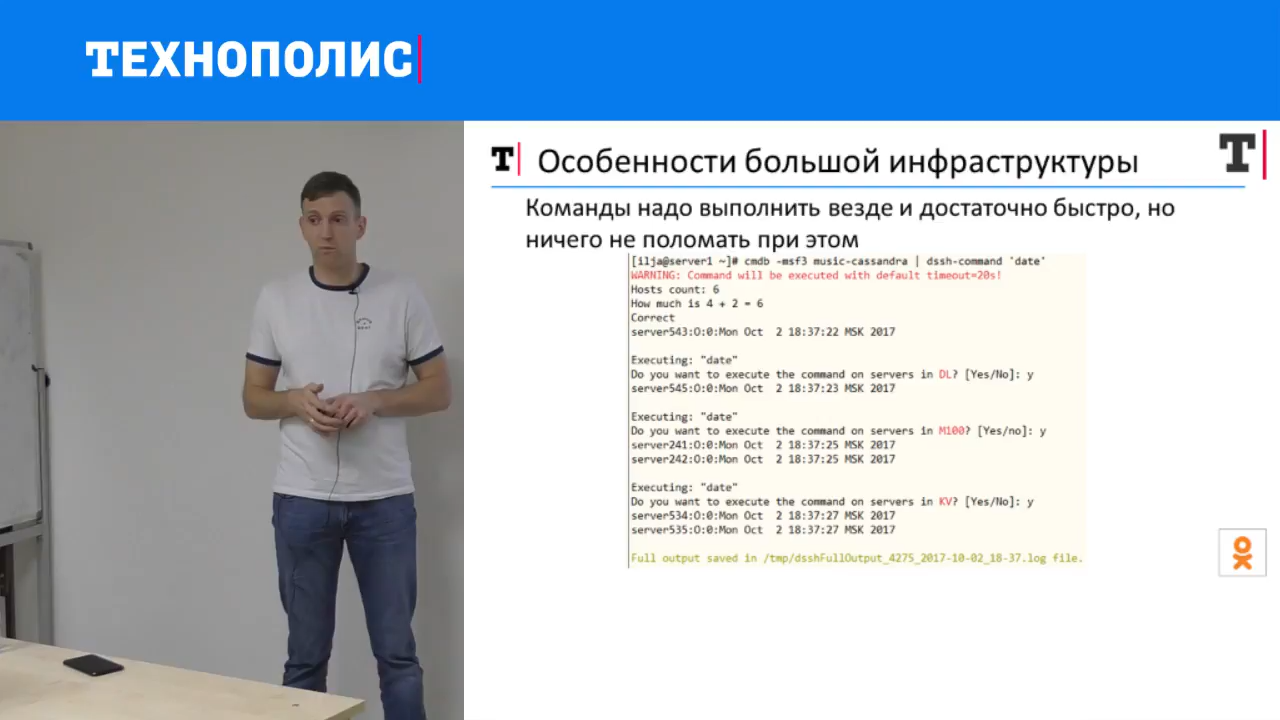 ТЕХНОПОЛИС
T
Особенности большой инфраструктуры
T
Команды надо выполнить везде и достаточно быстро, но
ничего не поломать при этом
[ilja@server1 ~]# cmdb -msf3 music-cassandra | dssh-command 'date'
WARNING: Command will be executed with default timeout=20s!
Hosts count: 6
How much is 4 + 2 = 6
Correct
server543:O:0:Mon Oct  2 18:37:22 MSK 2017
Executing: "date"
Do you want to execute the command on servers in DL? [Yes/No]: y
server545:O:0:Mon Oct  2 18:37:23 MSK 2017
Executing: "date"
Do you want to execute the command on servers in M100? [Yes/no]: y
server241:O:0:Mon Oct  2 18:37:25 MSK 2017
server242:O:0:Mon Oct  2 18:37:25 MSK 2017
Executing: "date"
Do you want to execute the command on servers in KV? [Yes/No]: y
server534:O:0:Mon Oct  2 18:37:27 MSK 2017
server535:O:0:Mon Oct  2 18:37:27 MSK 2017
Full output saved in /tmp/dsshFullOutput_4275_2017-10-02_18-37.log file.